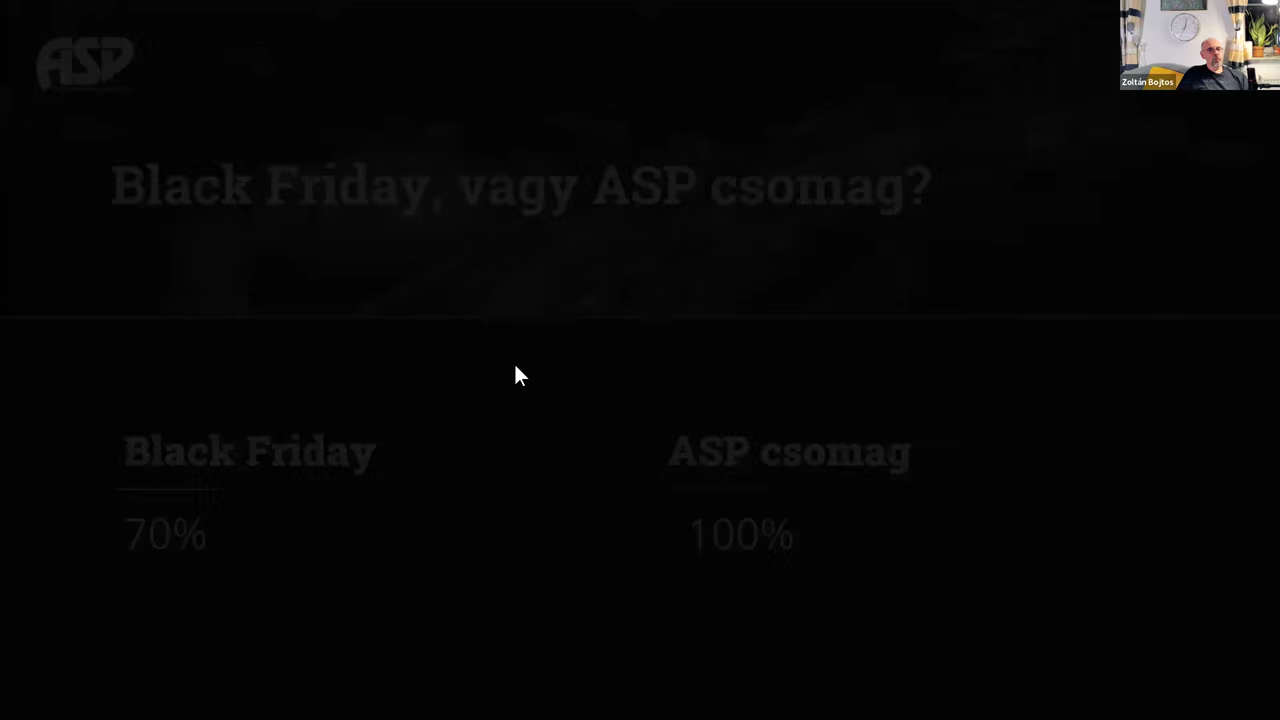 ASP
Zoltán Bojtos
Black Friday, vagy ASP csomag?
Black Friday
ASP csomag
70%
100%